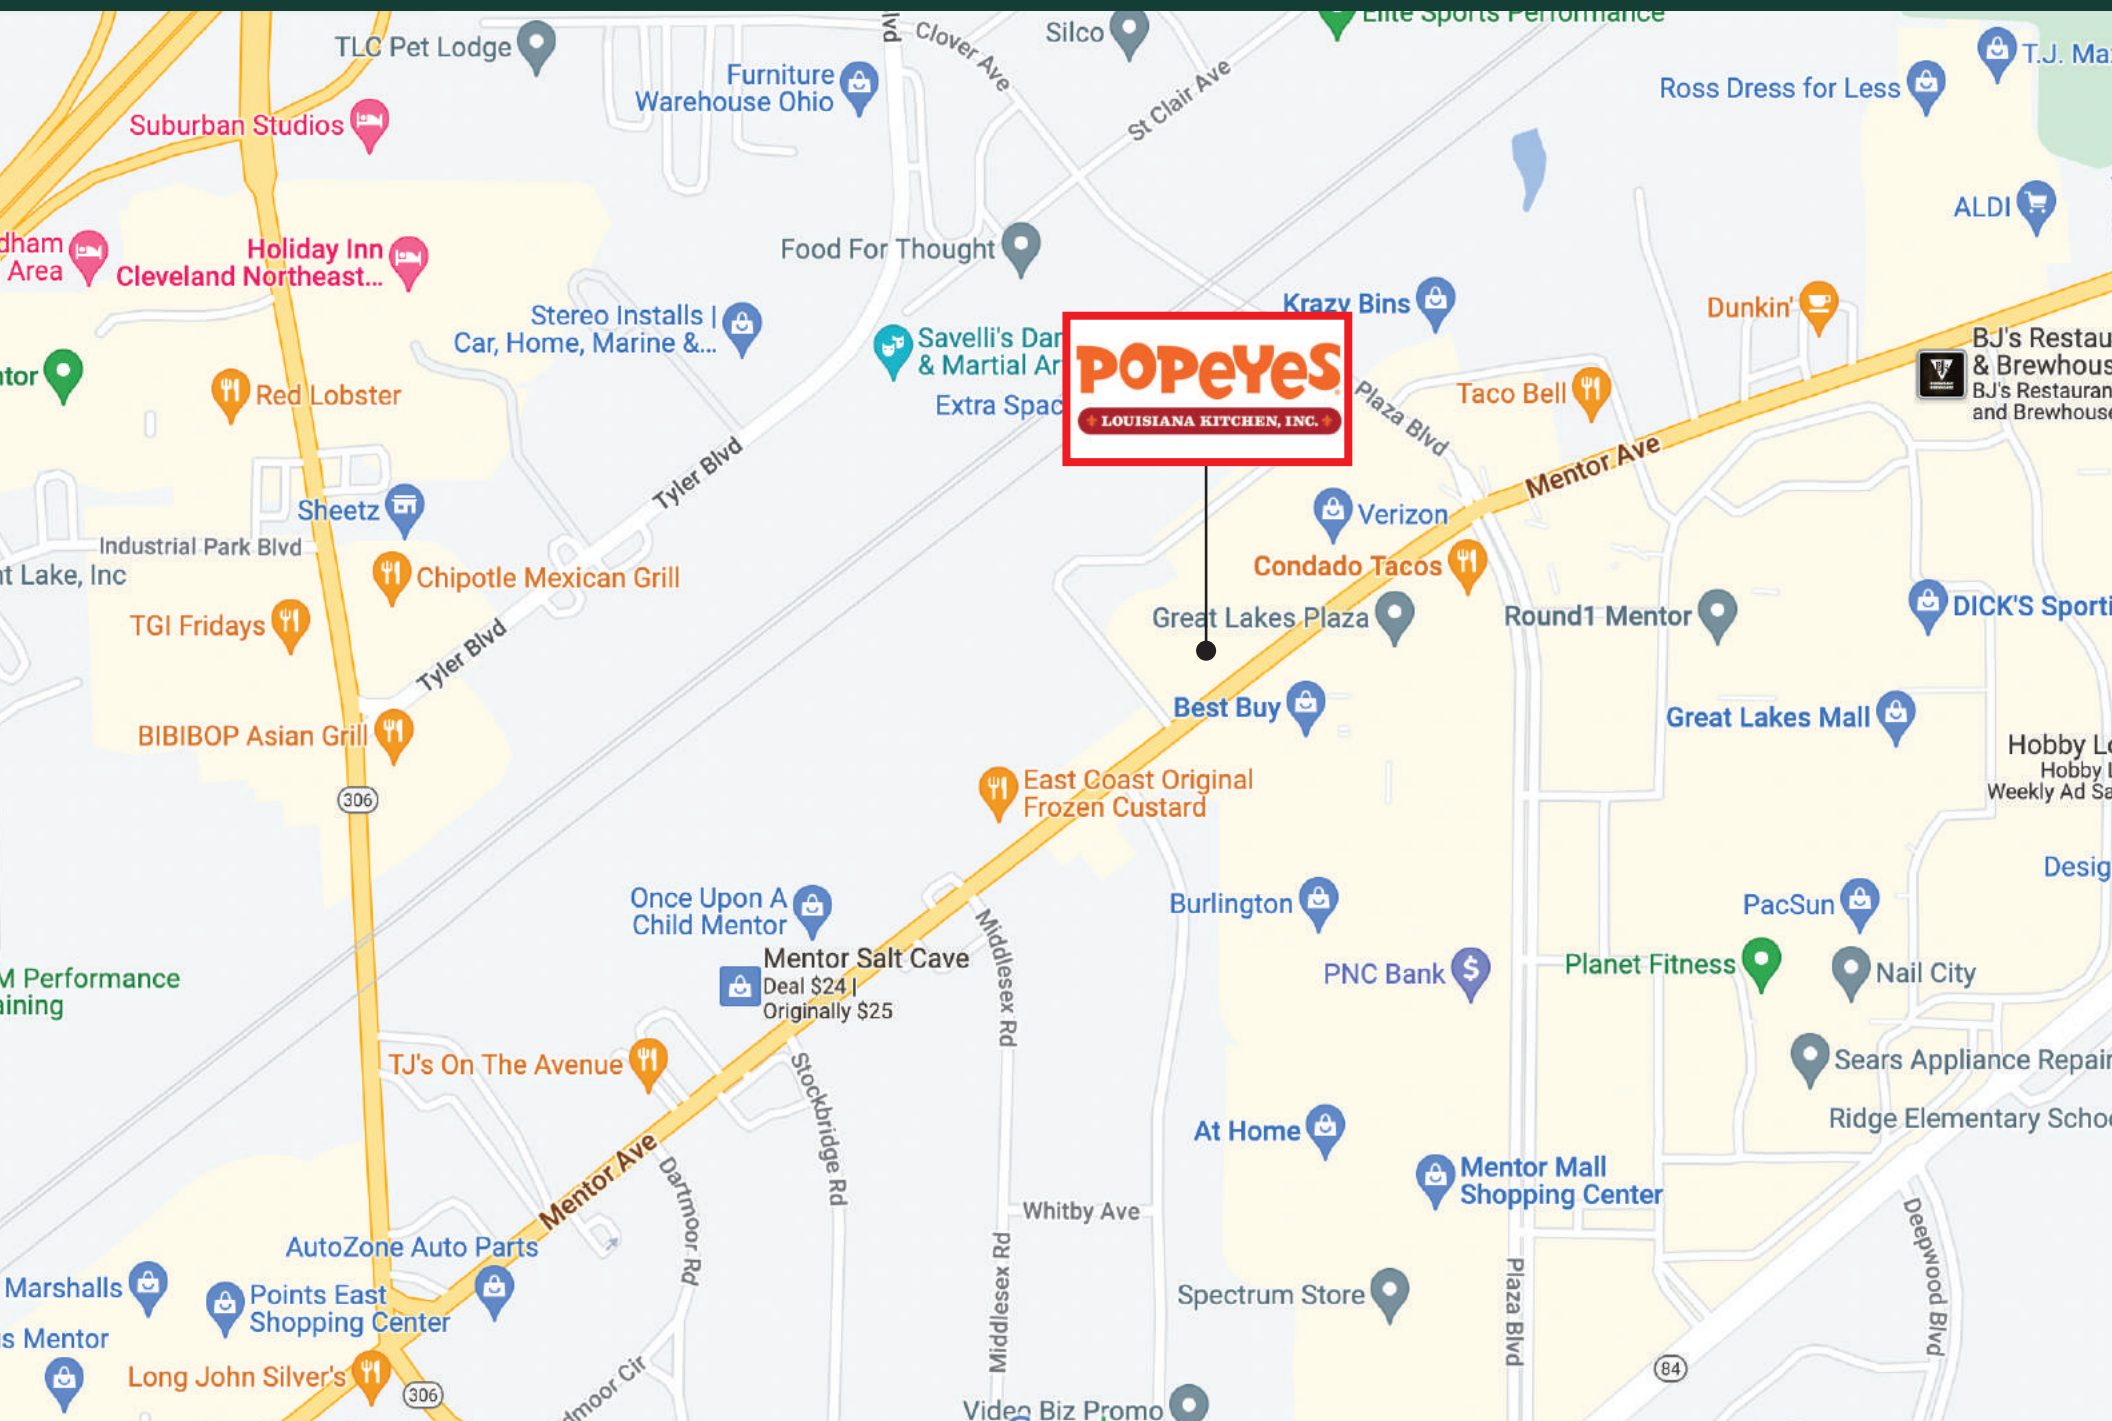 Elite Sports Performance
TLC Pet Lodge
Silco
Clover Ave
lvd
T.J. Ma
Furniture
Warehouse Ohio
Ross Dress for Less
St Clair Ave
Suburban Studios
ALDI
dham
Area
Holiday Inn
Cleveland Northeast...
Food For Thought
Krazy Bins
Dunkin'
Stereo Installs |
Car, Home, Marine &...
Savelli's Dar
& Martial Ar
Extra Spac
POPEYES
LOUISIANA KITCHEN, INC.
BJ's Restau
& Brewhous
BJ's Restauran
and Brewhouse
ntor
Red Lobster
Taco Bell
Plaza Blvd
Mentor Ave
Tyler Blvd
Sheetz
Verizon
Industrial Park Blvd
t Lake, Inc
Chipotle Mexican Grill
Condado Tacos
Great Lakes Plaza
Round1 Mentor
DICK'S Sporti
TGI Fridays
Tyler Blvd
Best Buy
Great Lakes Mall
BIBIBOP Asian Grill
Hobby Lo
Hobby L
Weekly Ad Sa
306
East Coast Original
Frozen Custard
Desig
Once Upon A
Child Mentor
Burlington
PacSun
Middlesex Rd
Mentor Salt Cave
Deal $24 |
Originally $25
PNC Bank
Planet Fitness
Nail City
M Performance
aining
TJ's On The Avenue
Stockbridge Rd
Sears Appliance Repair
Ridge Elementary Schoo
At Home
Mentor Mall
Shopping Center
Mentor Ave
Dartmoor Rd
Whitby Ave
Deepwood Blvd
AutoZone Auto Parts
Marshalls
Points East
Shopping Center
Middlesex Rd
Spectrum Store
Plaza Blvd
s Mentor
Long John Silver's
306
dmoor Cir
84
Video Biz Promo